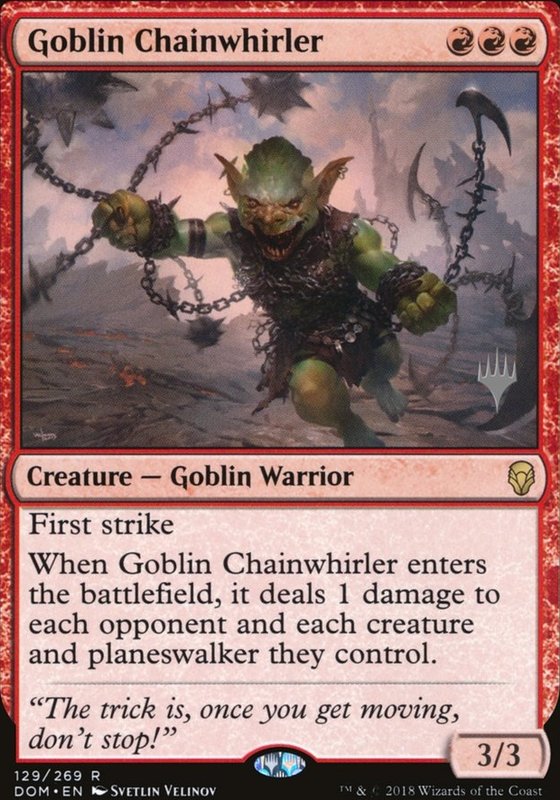 Goblin Chainwhirler
Creature — Goblin Warrior
First strike
When Goblin Chainwhirler enters
the battlefield, it deals 1 damage to
each opponent and each creature
and planeswalker they control.
“The trick is, once you get moving,
don’t stop!”
3/3
129/269 R
DOM • EN Svetlin Velinov
™ & © 2018 Wizards of the Coast